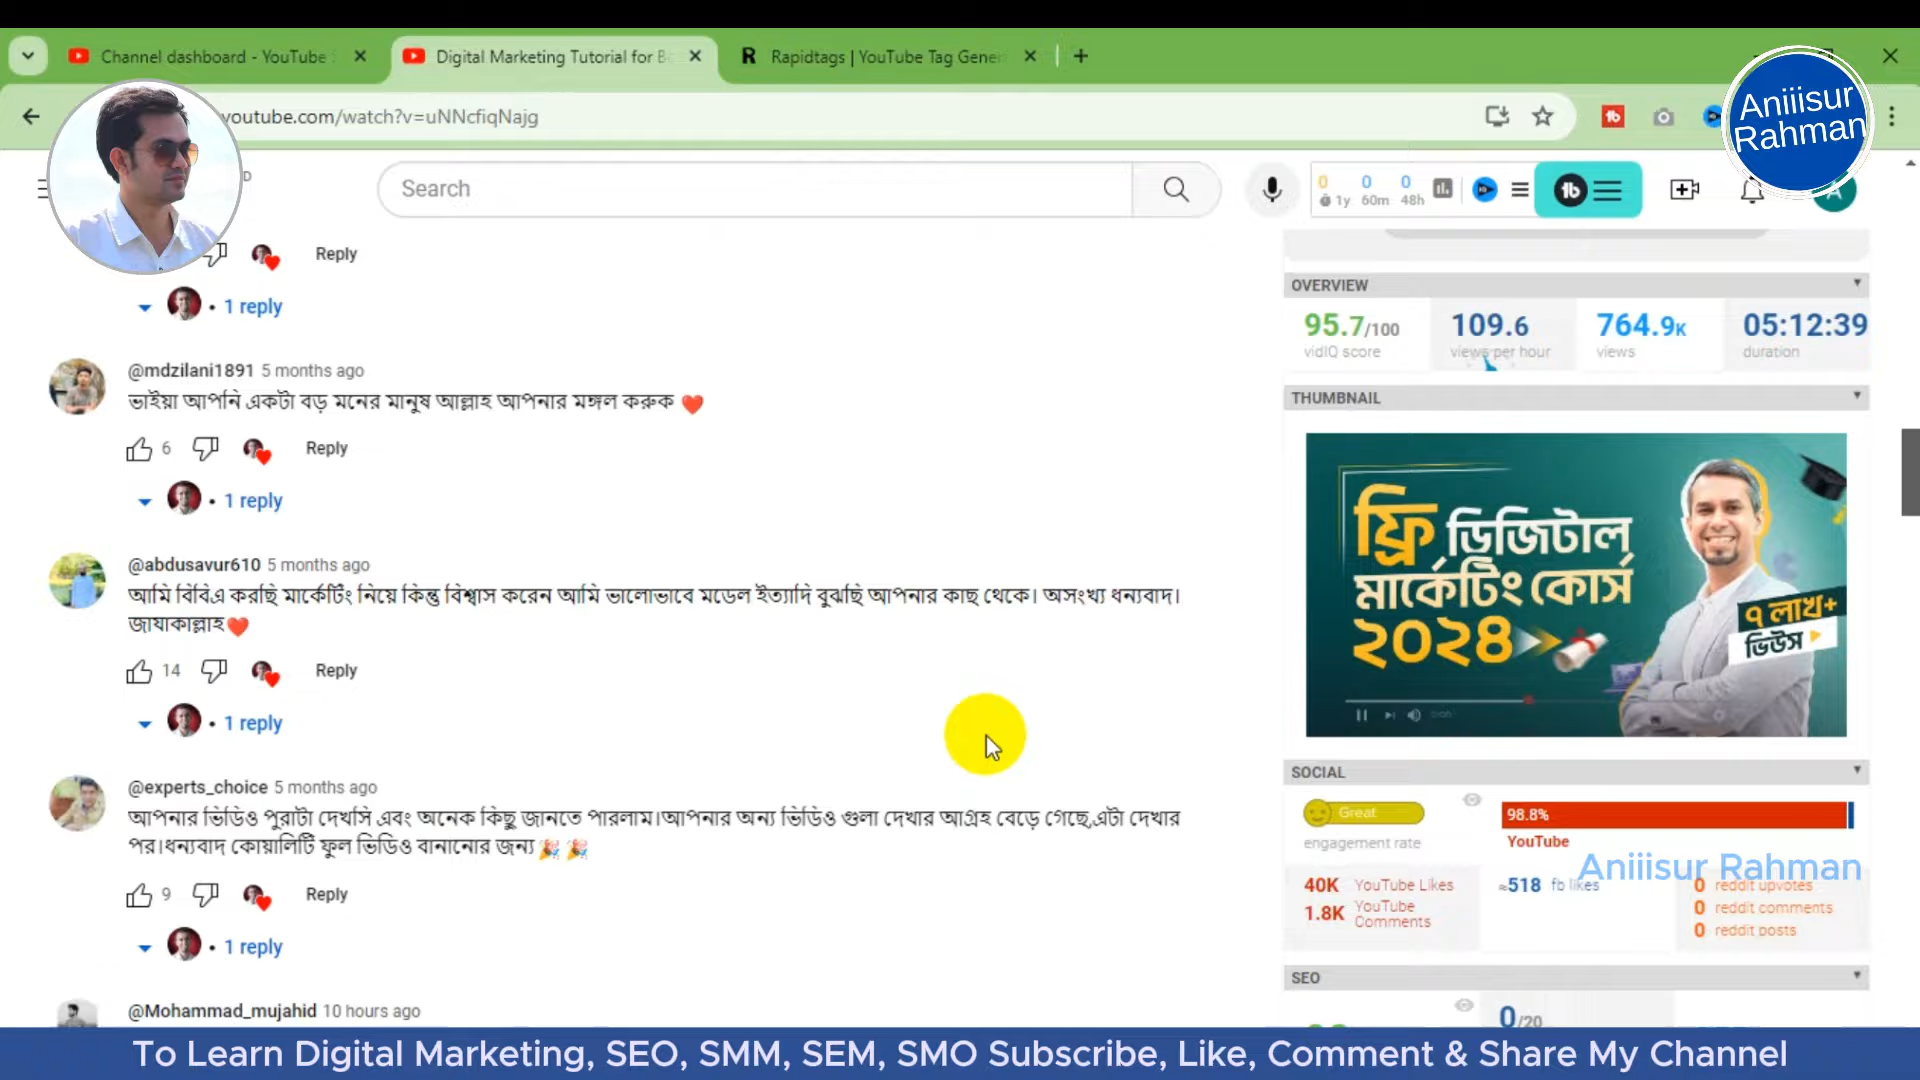 Channel dashboard - YouTube
Digital Marketing Tutorial for Be
Rapidtags | YouTube Tag Gener
youtube.com/watch?v=uNNcfiqNajg
Aniiisur
Rahman
Search
0 0 0
1y 60m 48h
Reply
1 reply
@mdzilani1891 5 months ago
ভাইয়া আপনি একটা বড় মনের মানুষ আল্লাহ আপনার মঙ্গল করুক ❤️
6 Reply
1 reply
@abdusavur610 5 months ago
আমি বিবিএ করছি মার্কেটিং নিয়ে কিন্তু বিশ্বাস করেন আমি ভালোভাবে মডেল ইত্যাদি বুঝছি আপনার কাছ থেকে। অসংখ্য ধন্যবাদ।
জাযাকাল্লাহ❤️
14 Reply
1 reply
@experts_choice 5 months ago
আপনার ভিডিও পুরাটা দেখসি এবং অনেক কিছু জানতে পারলাম।আপনার অন্য ভিডিও গুলা দেখার আগ্রহ বেড়ে গেছে,এটা দেখার
পর।ধন্যবাদ কোয়ালিটি ফুল ভিডিও বানানোর জন্য🎉 🎉
9 Reply
1 reply
@Mohammad_mujahid 10 hours ago
OVERVIEW
95.7/100 109.6 764.9K 05:12:39
vidIQ score views per hour views duration
THUMBNAIL
ফ্রি ডিজিটাল
মার্কেটিং কোর্স
২০২৪
৭ লাখ+
ভিউস
SOCIAL
Great
engagement rate
98.8%
YouTube
Aniiisur Rahman
40K YouTube Likes
1.8K YouTube Comments
≈518 fb likes
0 reddit upvotes
0 reddit comments
0 reddit posts
SEO
0/20
To Learn Digital Marketing, SEO, SMM, SEM, SMO Subscribe, Like, Comment & Share My Channel